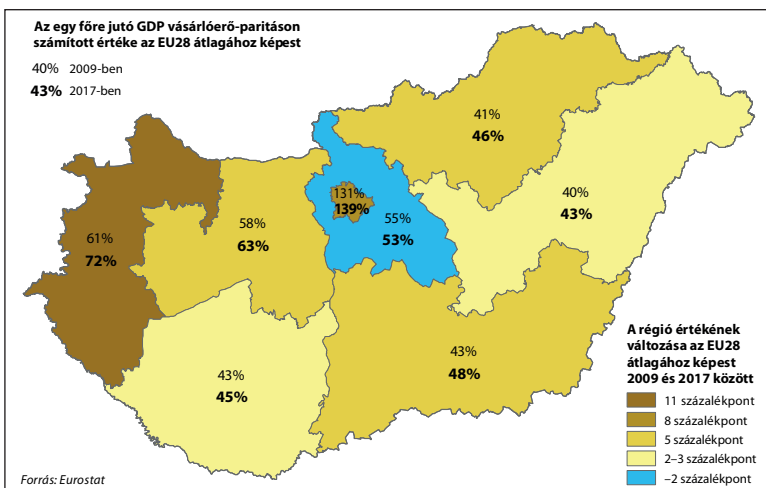 Az egy főre jutó GDP vásárlóerő-paritáson
számított értéke az EU28 átlagához képest
40% 2009-ben
43% 2017-ben
41%
46%
40%
43%
131%
139%
55%
53%
58%
63%
61%
72%
43%
48%
43%
45%
A régió értékének
változása az EU28
átlagához képest
2009 és 2017 között
11 százalékpont
8 százalékpont
5 százalékpont
2–3 százalékpont
–2 százalékpont
Forrás: Eurostat